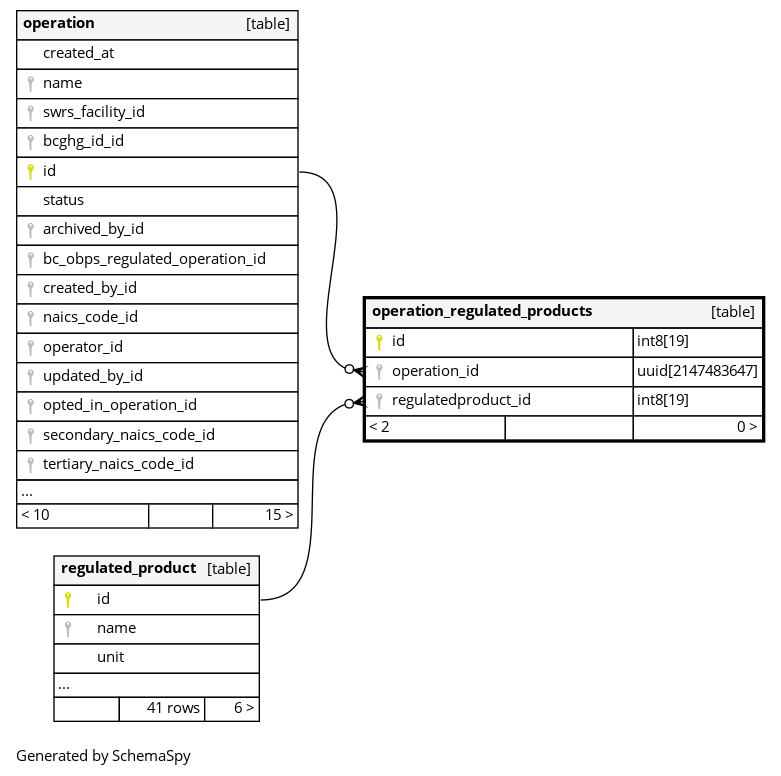 operation [table]
created_at
name
swrs_facility_id
bcghg_id_id
id
status
archived_by_id
bc_obps_regulated_operation_id
created_by_id
naics_code_id
operator_id
updated_by_id
opted_in_operation_id
secondary_naics_code_id
tertiary_naics_code_id
...
< 10 15 >
operation_regulated_products [table]
id int8[19]
operation_id uuid[2147483647]
regulatedproduct_id int8[19]
< 2 0 >
regulated_product [table]
id
name
unit
...
41 rows 6 >
Generated by SchemaSpy